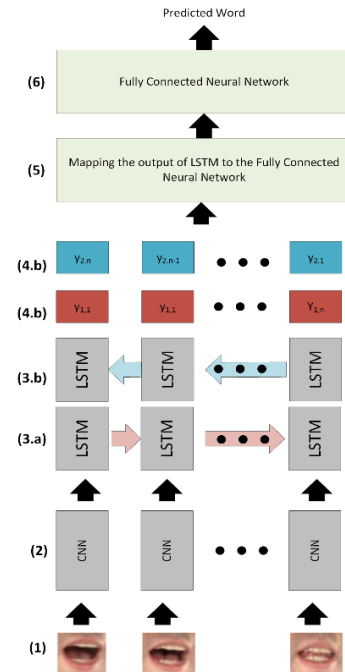 Predicted Word
(6) Fully Connected Neural Network
(5) Mapping the output of LSTM to the Fully Connected
Neural Network
(4.b) y2.n y2.n-1 y2.1
(4.b) y1,1 y1,1 y1,n
(3.b) LSTM LSTM LSTM
(3.a) LSTM LSTM LSTM
(2) CNN CNN CNN
(1)